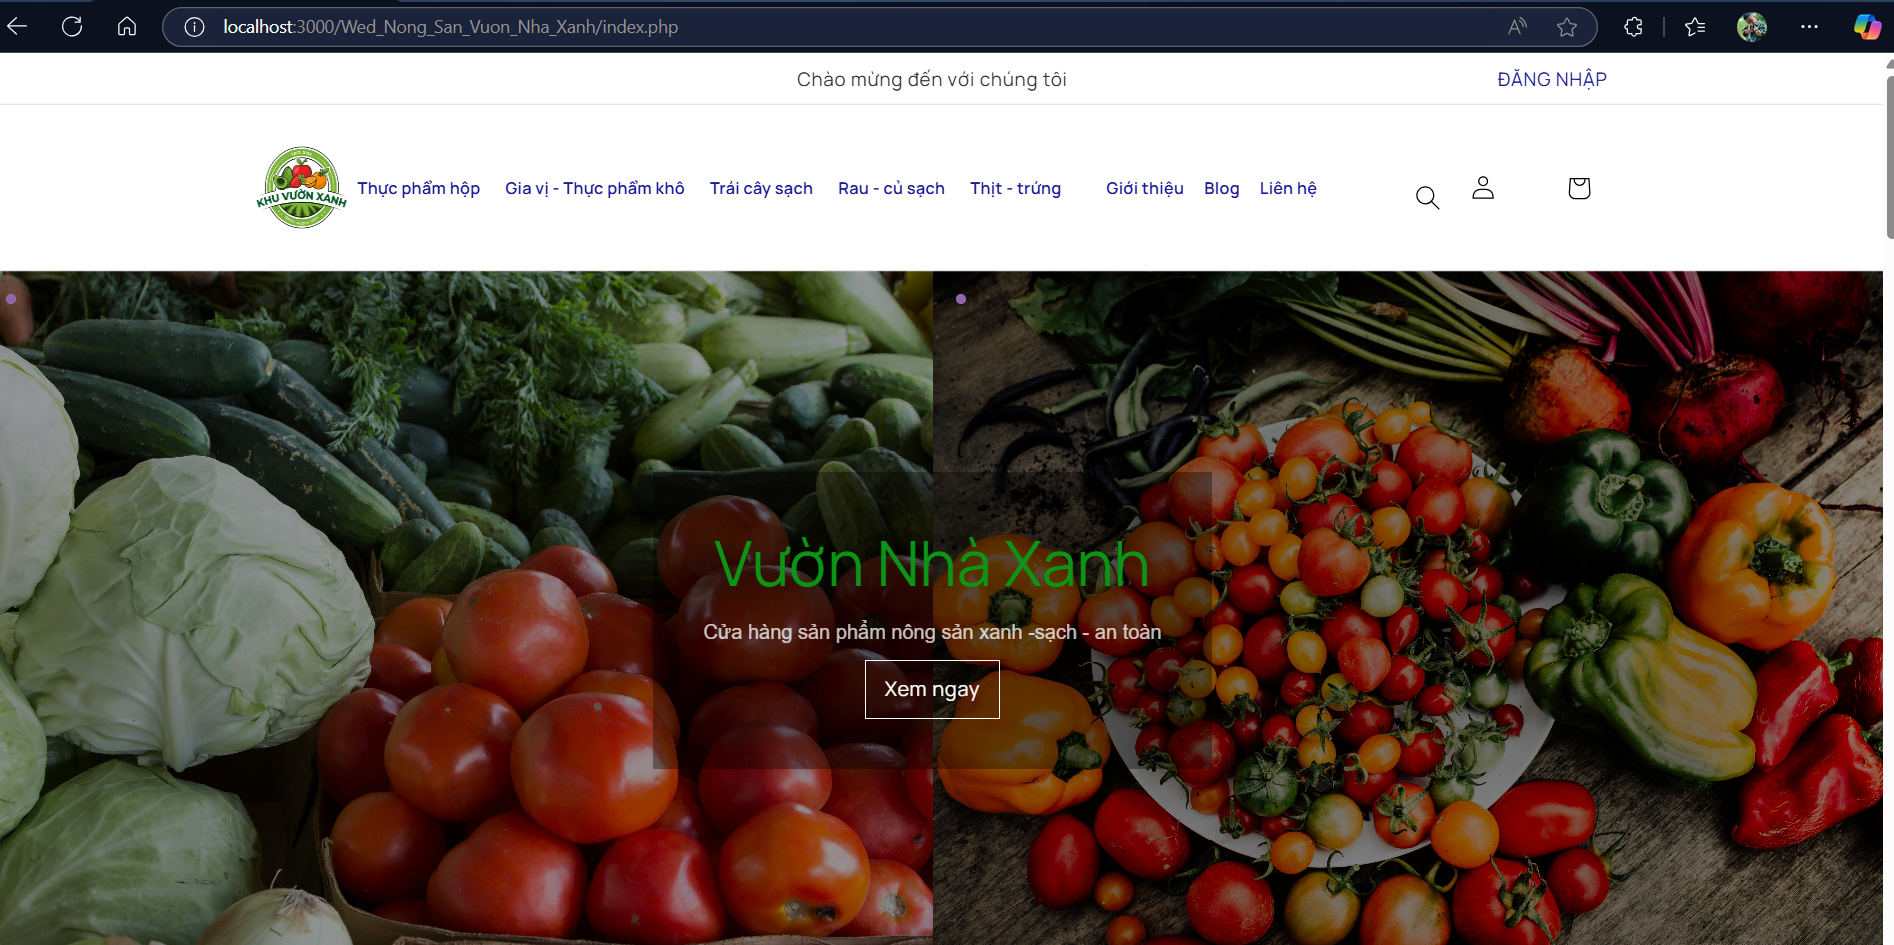 localhost:3000/Wed_Nong_San_Vuon_Nha_Xanh/index.php
Chào mừng đến với chúng tôi
ĐĂNG NHẬP
KHU VƯỜN XANH
Thực phẩm hộp Gia vị - Thực phẩm khô Trái cây sạch Rau - củ sạch Thịt - trứng Giới thiệu Blog Liên hệ
Vườn Nhà Xanh
Cửa hàng sản phẩm nông sản xanh -sạch - an toàn
Xem ngay